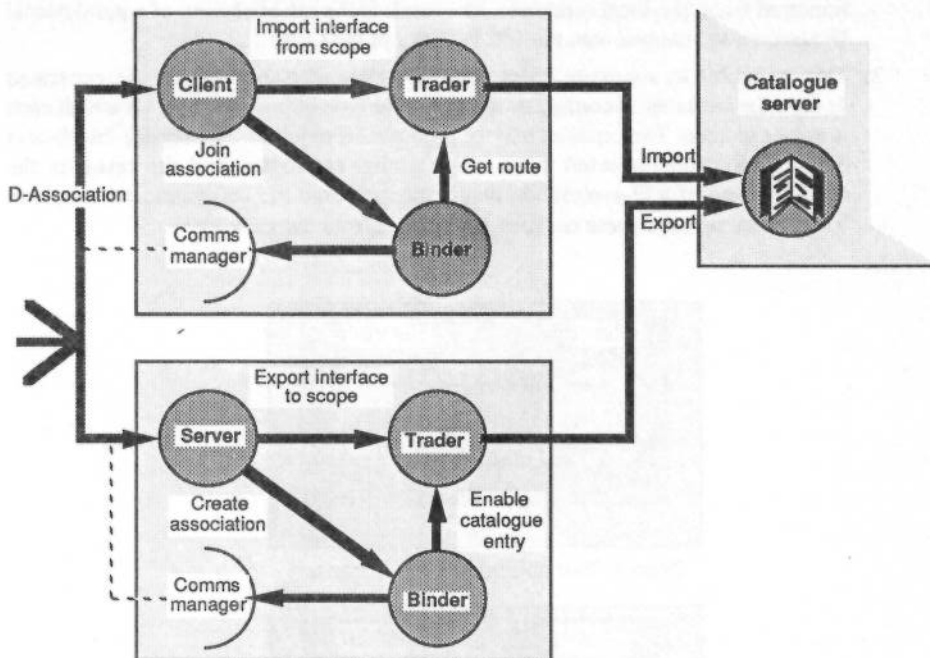 Import interface
from scope
Client
Trader
Catalogue
server
Join
association
Get route
Import
D-Association
Export
Comms
manager
Binder
Export interface
to scope
Server
Trader
Create
association
Enable
catalogue
entry
Comms
manager
Binder